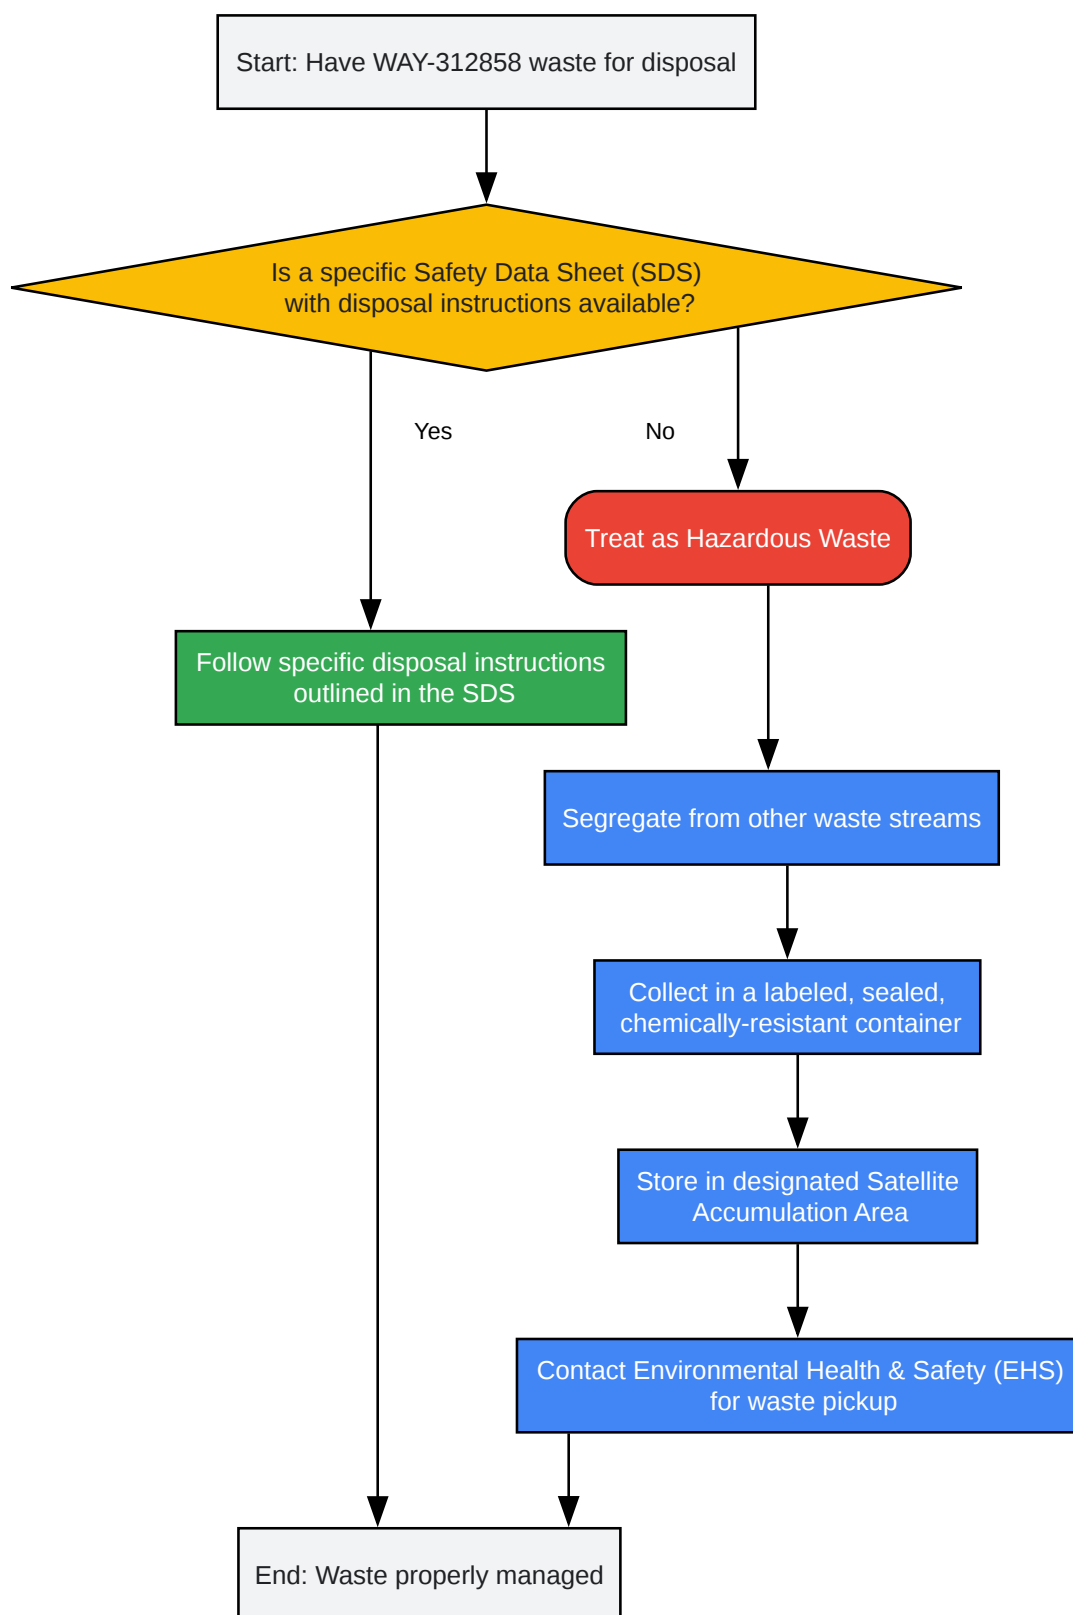 Start: Have WAY-312858 waste for disposal
Is a specific Safety Data Sheet (SDS)
with disposal instructions available?
Yes
No
Treat as Hazardous Waste
Follow specific disposal instructions
outlined in the SDS
Segregate from other waste streams
Collect in a labeled, sealed,
chemically-resistant container
Store in designated Satellite
Accumulation Area
Contact Environmental Health & Safety (EHS)
for waste pickup
End: Waste properly managed